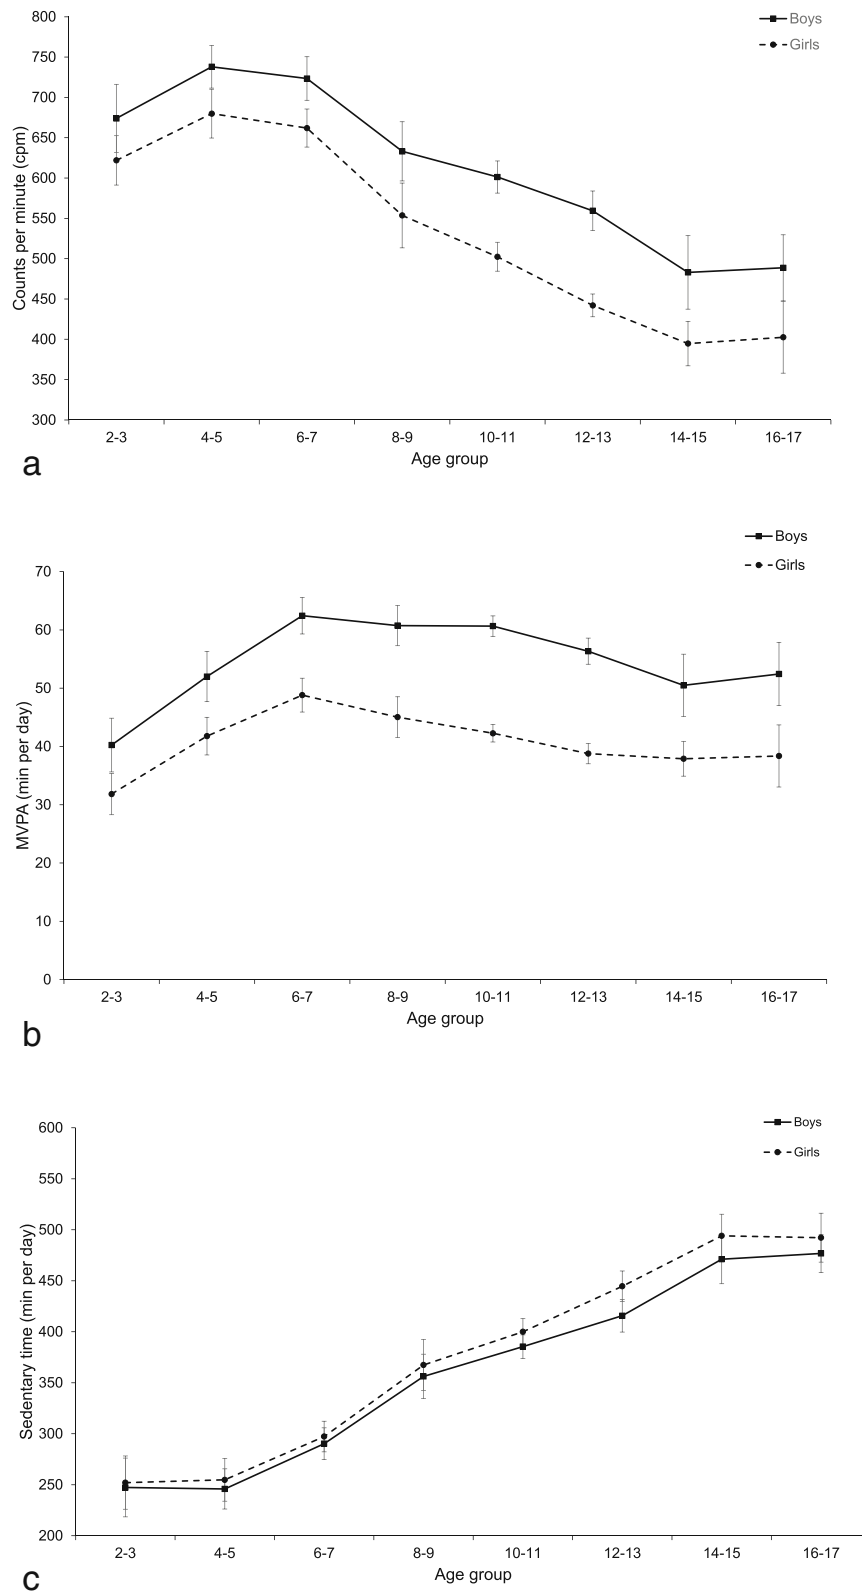 800
Boys
Girls
750
700
650
600
550
500
450
400
350
300
Counts per minute (cpm)
2-3 4-5 6-7 8-9 10-11 12-13 14-15 16-17
Age group
a
Boys
Girls
70
60
50
40
30
20
10
0
MVPA (min per day)
2-3 4-5 6-7 8-9 10-11 12-13 14-15 16-17
Age group
b
Boys
Girls
600
550
500
450
400
350
300
250
200
Sedentary time (min per day)
2-3 4-5 6-7 8-9 10-11 12-13 14-15 16-17
Age group
c